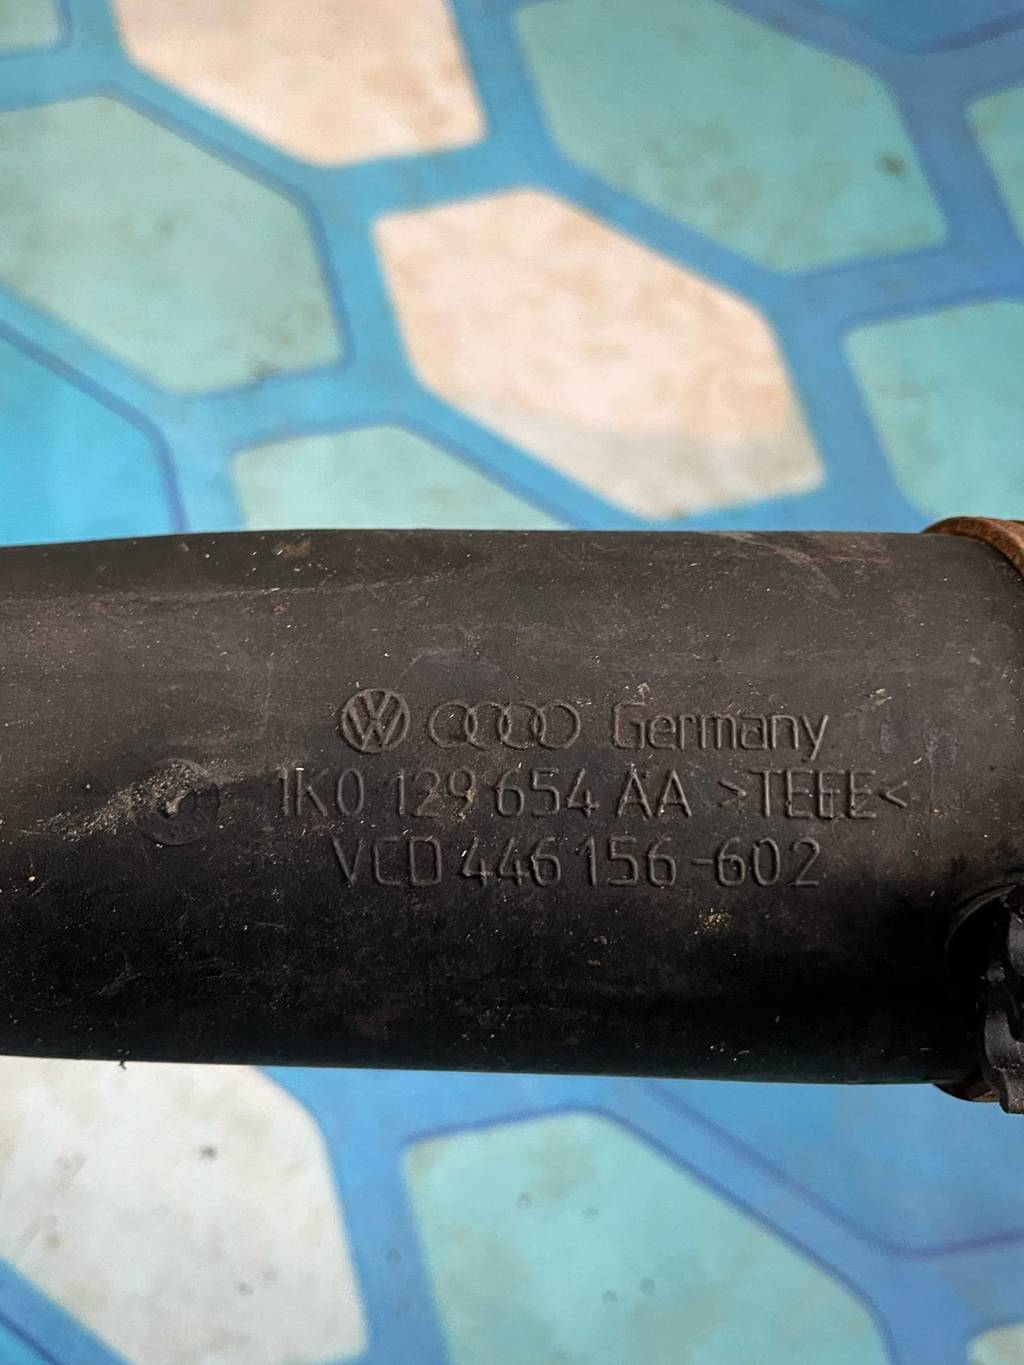 Germany
1K0 129 654 AA >TEEE<
VCD 446 156-602